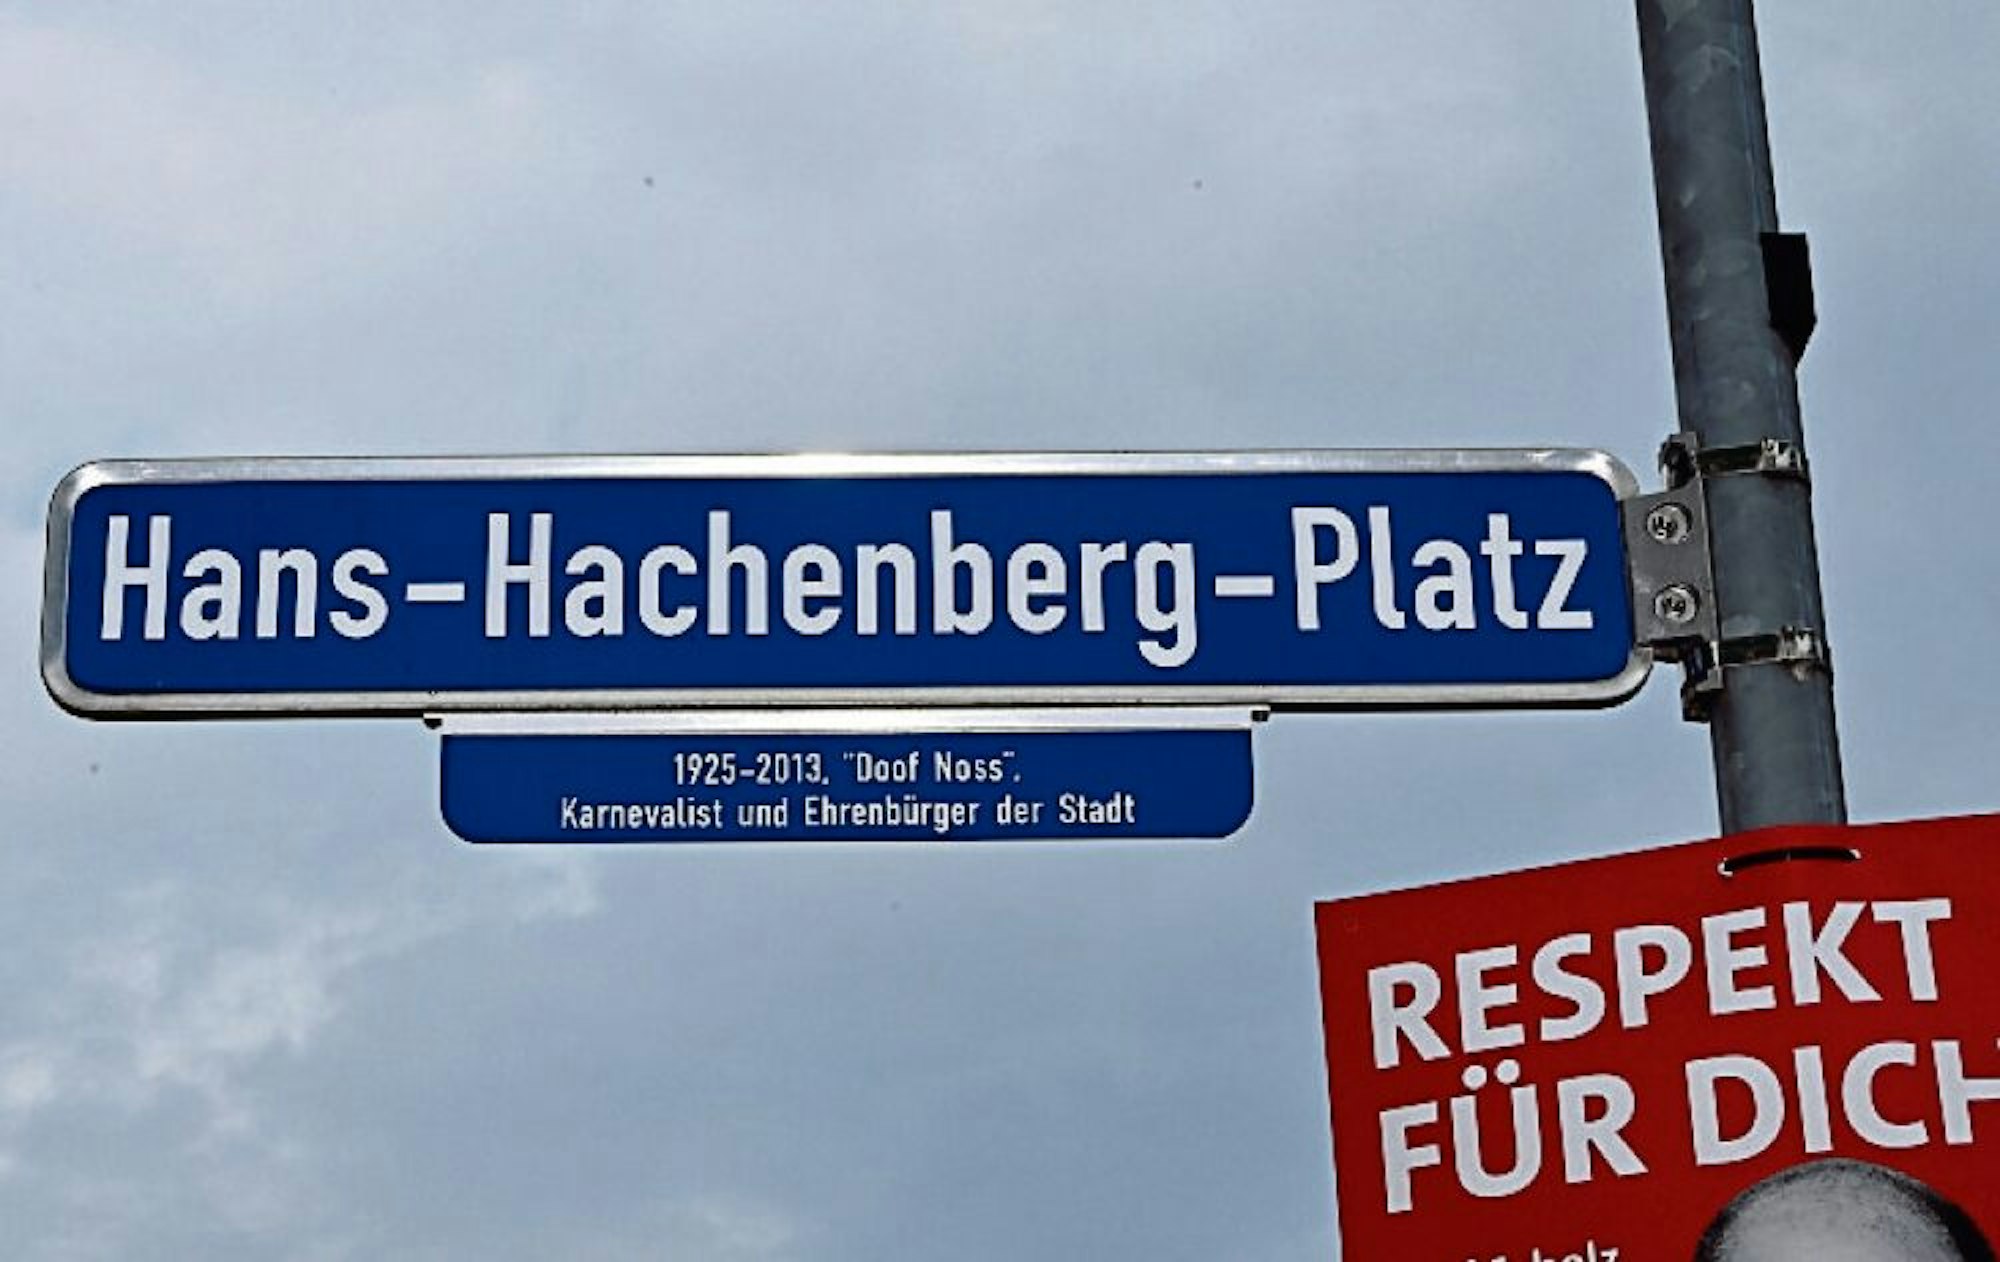 Hans-Hachenberg-Platz
1925-2013, "Doof Noss",
Karnevalist und Ehrenbürger der Stadt
RESPEKT
FÜR DICH